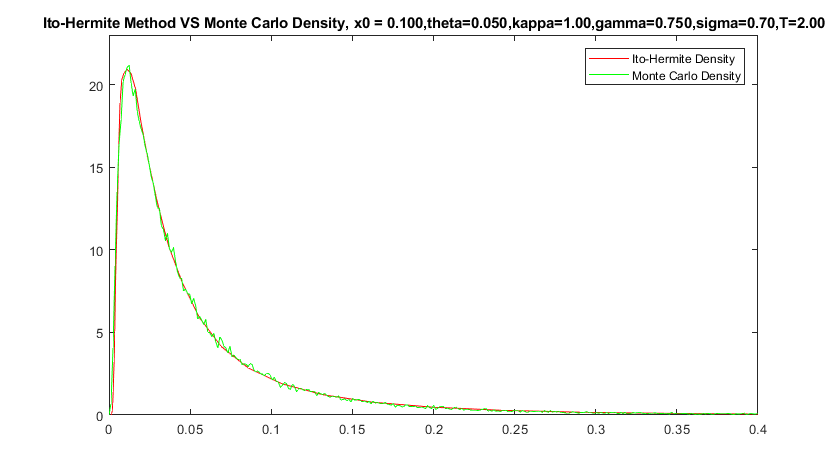 Ito-Hermite Method VS Monte Carlo Density, x0 = 0.100,theta=0.050,kappa=1.00,gamma=0.750,sigma=0.70,T=2.00
Ito-Hermite Density
Monte Carlo Density
20
15
10
5
0
0 0.05 0.1 0.15 0.2 0.25 0.3 0.35 0.4